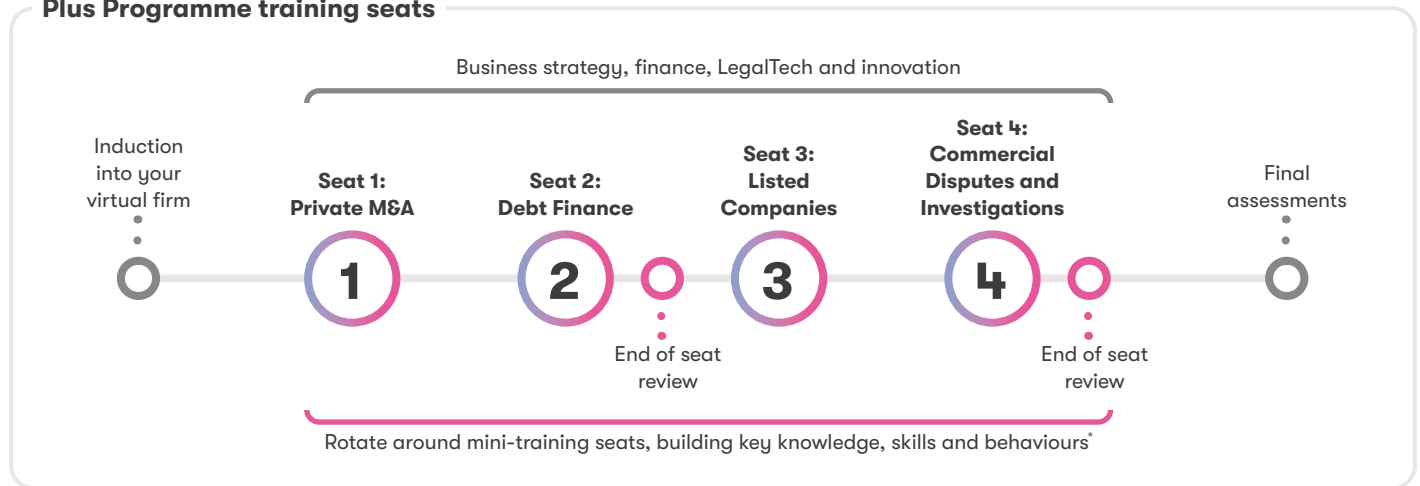 Plus Programme training seats
Business strategy, finance, LegalTech and innovation
Induction
into your
virtual firm
Seat 1:
Private M&A
Seat 2:
Debt Finance
Seat 3:
Listed
Companies
Seat 4:
Commercial
Disputes and
Investigations
Final
assessments
1
2
3
4
End of seat
review
End of seat
review
Rotate around mini-training seats, building key knowledge, skills and behaviours*